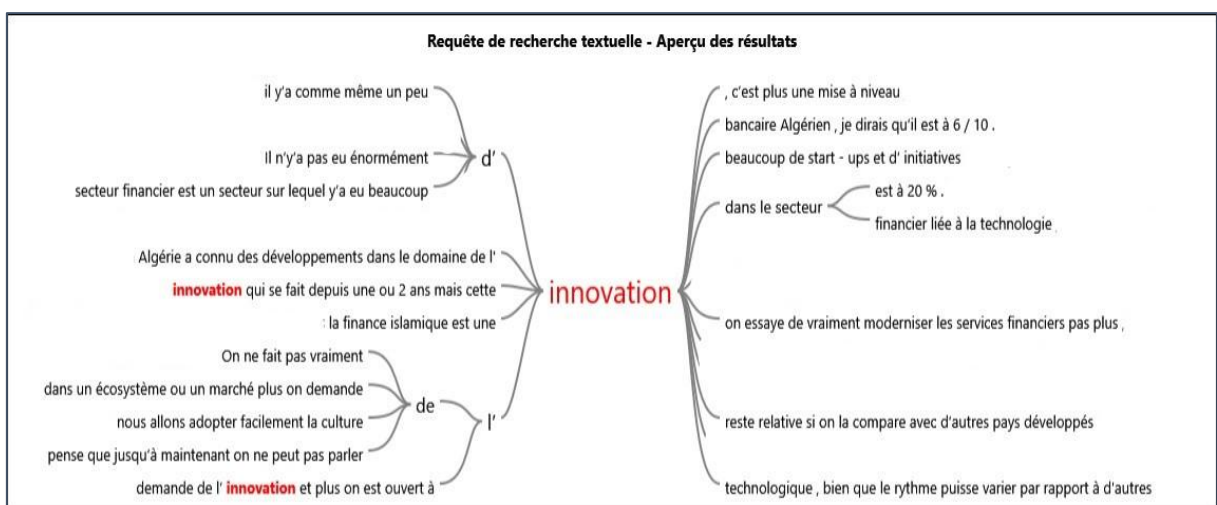 Requête de recherche textuelle - Aperçu des résultats
il y'a comme même un peu
Il n'y'a pas eu énormément
secteur financier est un secteur sur lequel y'a eu beaucoup
d'
Algérie a connu des développements dans le domaine de l'
innovation qui se fait depuis une ou 2 ans mais cette
: la finance islamique est une
On ne fait pas vraiment
dans un écosystème ou un marché plus on demande
nous allons adopter facilement la culture
pense que jusqu'à maintenant on ne peut pas parler
de
demande de l' innovation et plus on est ouvert à
l'
innovation
, c'est plus une mise à niveau
bancaire Algérien , je dirais qu'il est à 6 / 10 .
beaucoup de start - ups et d' initiatives
dans le secteur
est à 20 % .
financier liée à la technologie
on essaye de vraiment moderniser les services financiers pas plus ,
reste relative si on la compare avec d'autres pays développés
technologique , bien que le rythme puisse varier par rapport à d'autres